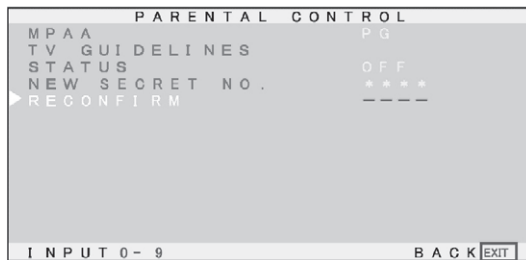 PARENTAL CONTROL
MPAA PG
TV GUIDELINES
STATUS OFF
NEW SECRET NO. ****
RECONFIRM ----
INPUT 0-9 BACK EXIT